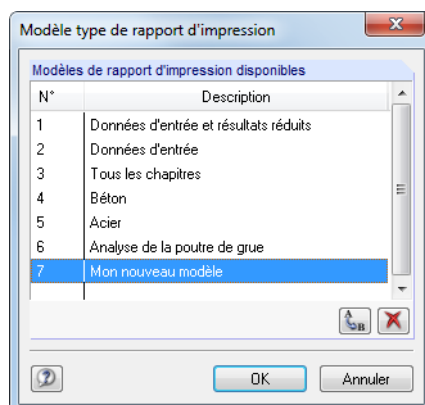 Modèle type de rapport d'impression
Modèles de rapport d'impression disponibles
N° Description
1 Données d'entrée et résultats réduits
2 Données d'entrée
3 Tous les chapitres
4 Béton
5 Acier
6 Analyse de la poutre de grue
7 Mon nouveau modèle
A B
OK Annuler